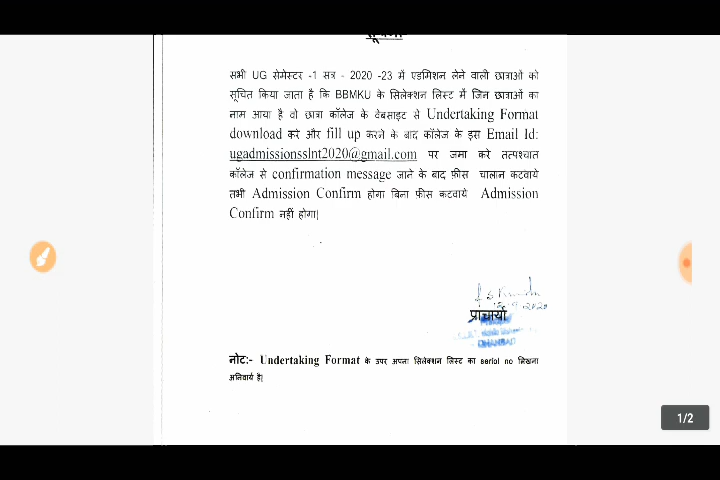 सूचना
सभी UG सेमेस्टर -1 सत्र - 2020 -23 में एडमिशन लेने वाली छात्राओं को
सूचित किया जाता है कि BBMKU के सिलेक्शन लिस्ट में जिन छात्राओं का
नाम आया है वो छात्रा कॉलेज के वेबसाइट से Undertaking Format
download करे और fill up करने के बाद कॉलेज के इस Email Id:
ugadmissionsslnt2020@gmail.com पर जमा करे तत्पश्चात
कॉलेज से confirmation message जाने के बाद फ़ीस चालान कटवाये
तभी Admission Confirm होगा बिना फ़ीस कटवाये Admission
Confirm नहीं होगा|
प्राचार्या
DHANBAD
नोट:- Undertaking Format के उपर अपना सिलेक्शन लिस्ट का serial no लिखना
अनिवार्य है|
1/2